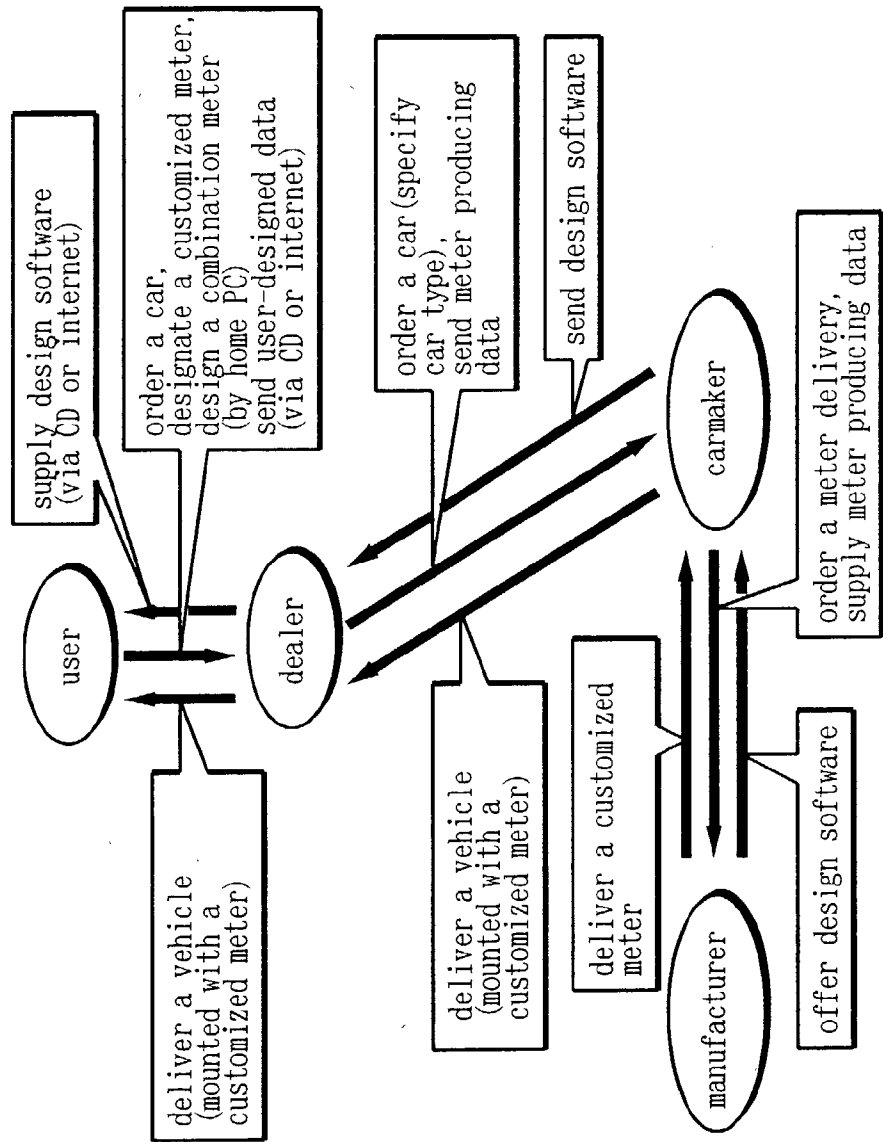 supply design software
(via CD or internet)
order a car,
designate a customized meter,
design a combination meter
(by home PC)
send user-designed data
(via CD or internet)
user
deliver a vehicle
(mounted with a
customized meter)
dealer
order a car(specify
car type),
send meter producing
data
send design software
deliver a vehicle
(mounted with a
customized meter)
deliver a customized
meter
carmaker
manufacturer
order a meter delivery,
supply meter producing data
offer design software